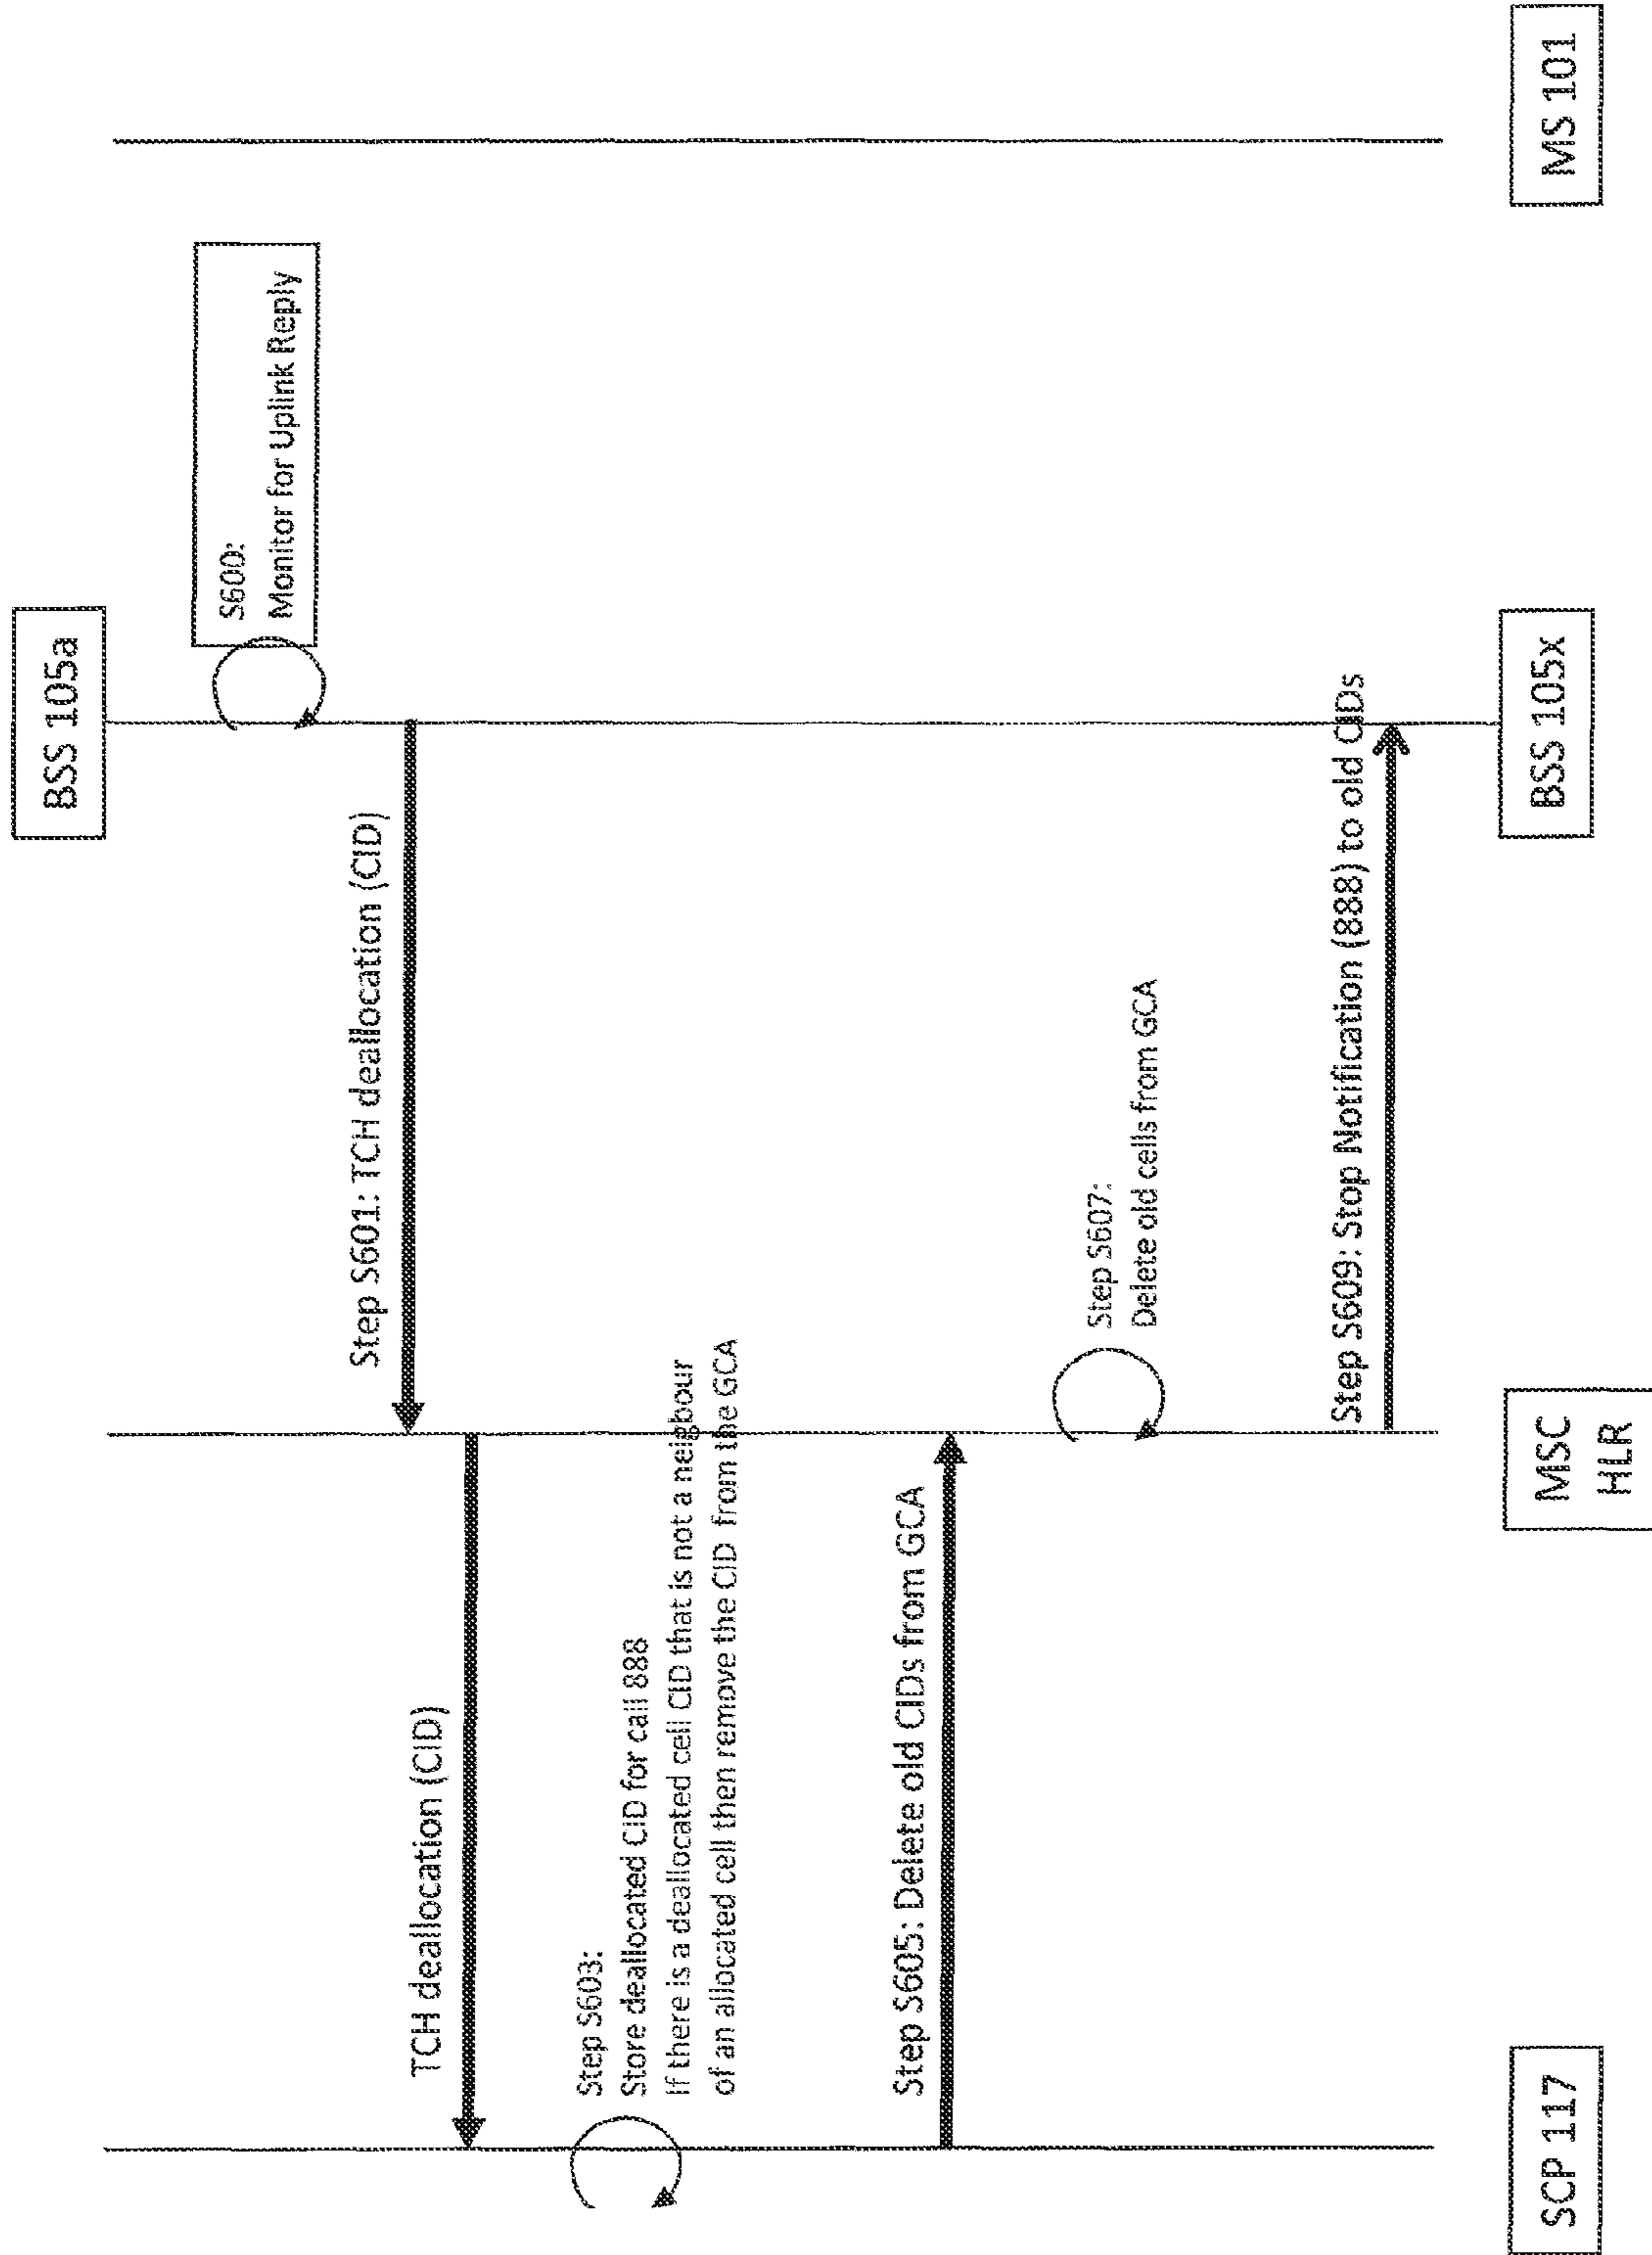 BSS 105a
S600:
Monitor for Uplink Reply
Step S601: TCH deallocation (CID)
TCH deallocation (CID)
Step S603:
Store deallocated CID for call 888
If there is a deallocated cell CID that is not a neigbour
of an allocated cell then remove the CID from the GCA
Step S605: Delete old CIDs from GCA
Step S607:
Delete old cells from GCA
Step S609: Stop Notification (888) to old CIDs
SCP 117
MSC
HLR
BSS 105x
MS 101